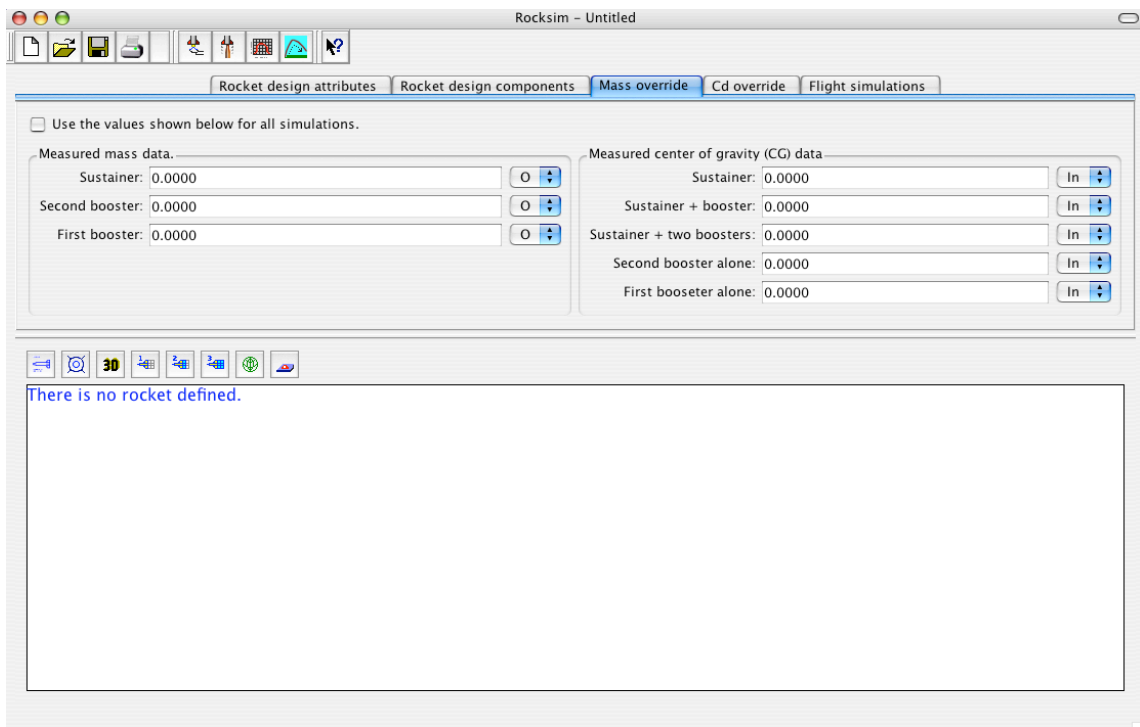 Rocksim – Untitled
Rocket design attributes Rocket design components Mass override Cd override Flight simulations
Use the values shown below for all simulations.
Measured mass data.
Sustainer: 0.0000 O
Second booster: 0.0000 O
First booster: 0.0000 O
Measured center of gravity (CG) data
Sustainer: 0.0000 In
Sustainer + booster: 0.0000 In
Sustainer + two boosters: 0.0000 In
Second booster alone: 0.0000 In
First booseter alone: 0.0000 In
3D 1 2 3
There is no rocket defined.